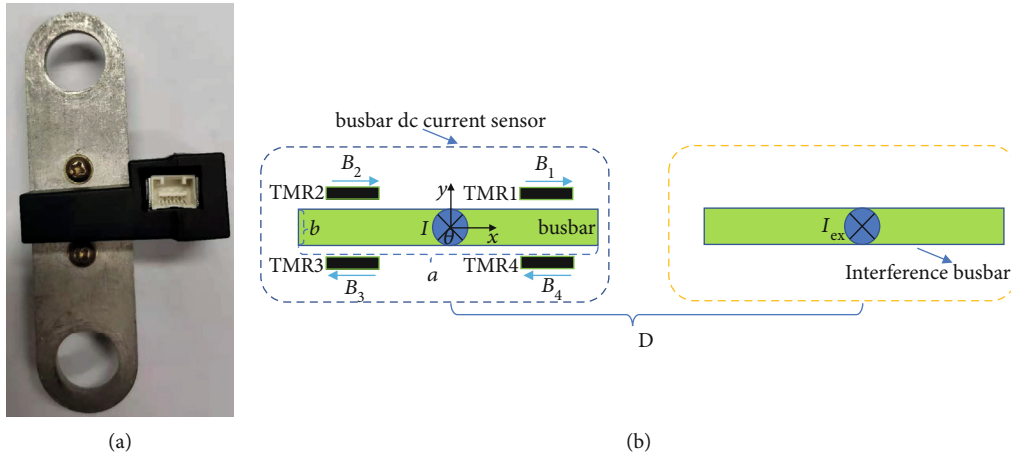 busbar dc current sensor
B2
B1
TMR2
y
TMR1
b
I
θ
x
busbar
Iex
TMR3
TMR4
B3
a
B4
Interference busbar
D
(a)
(b)